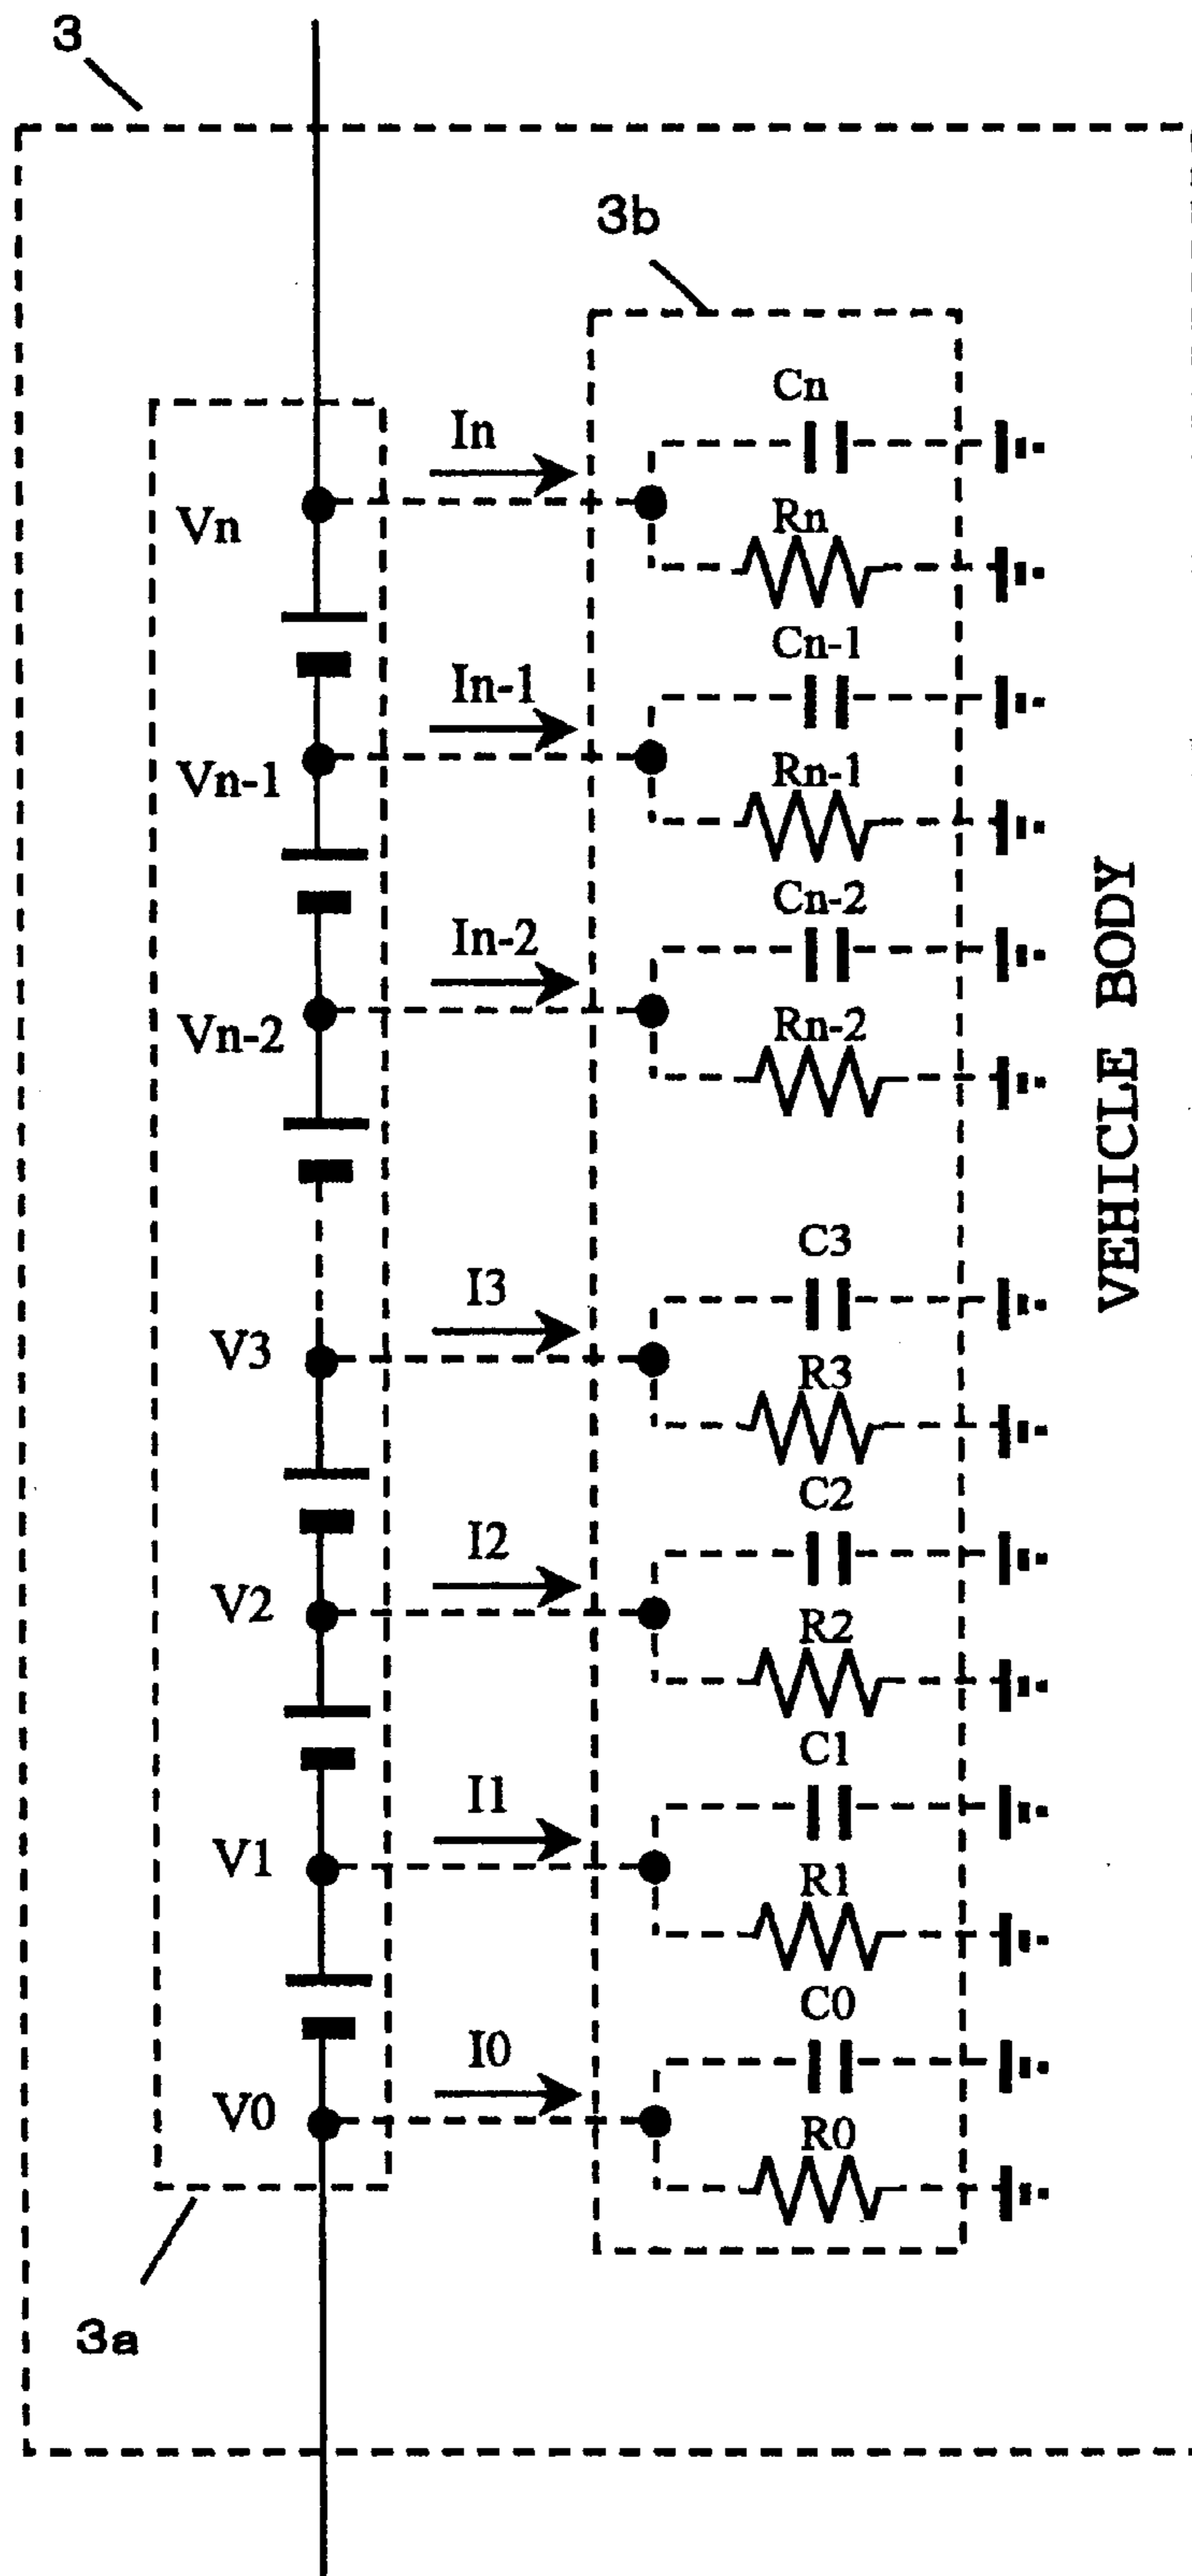 3
3b
Cn
In
Vn
Rn
Cn-1
In-1
Vn-1
Rn-1
Cn-2
In-2
Vn-2
Rn-2
VEHICLE BODY
C3
I3
V3
R3
C2
I2
V2
R2
C1
I1
V1
R1
C0
I0
V0
R0
3a